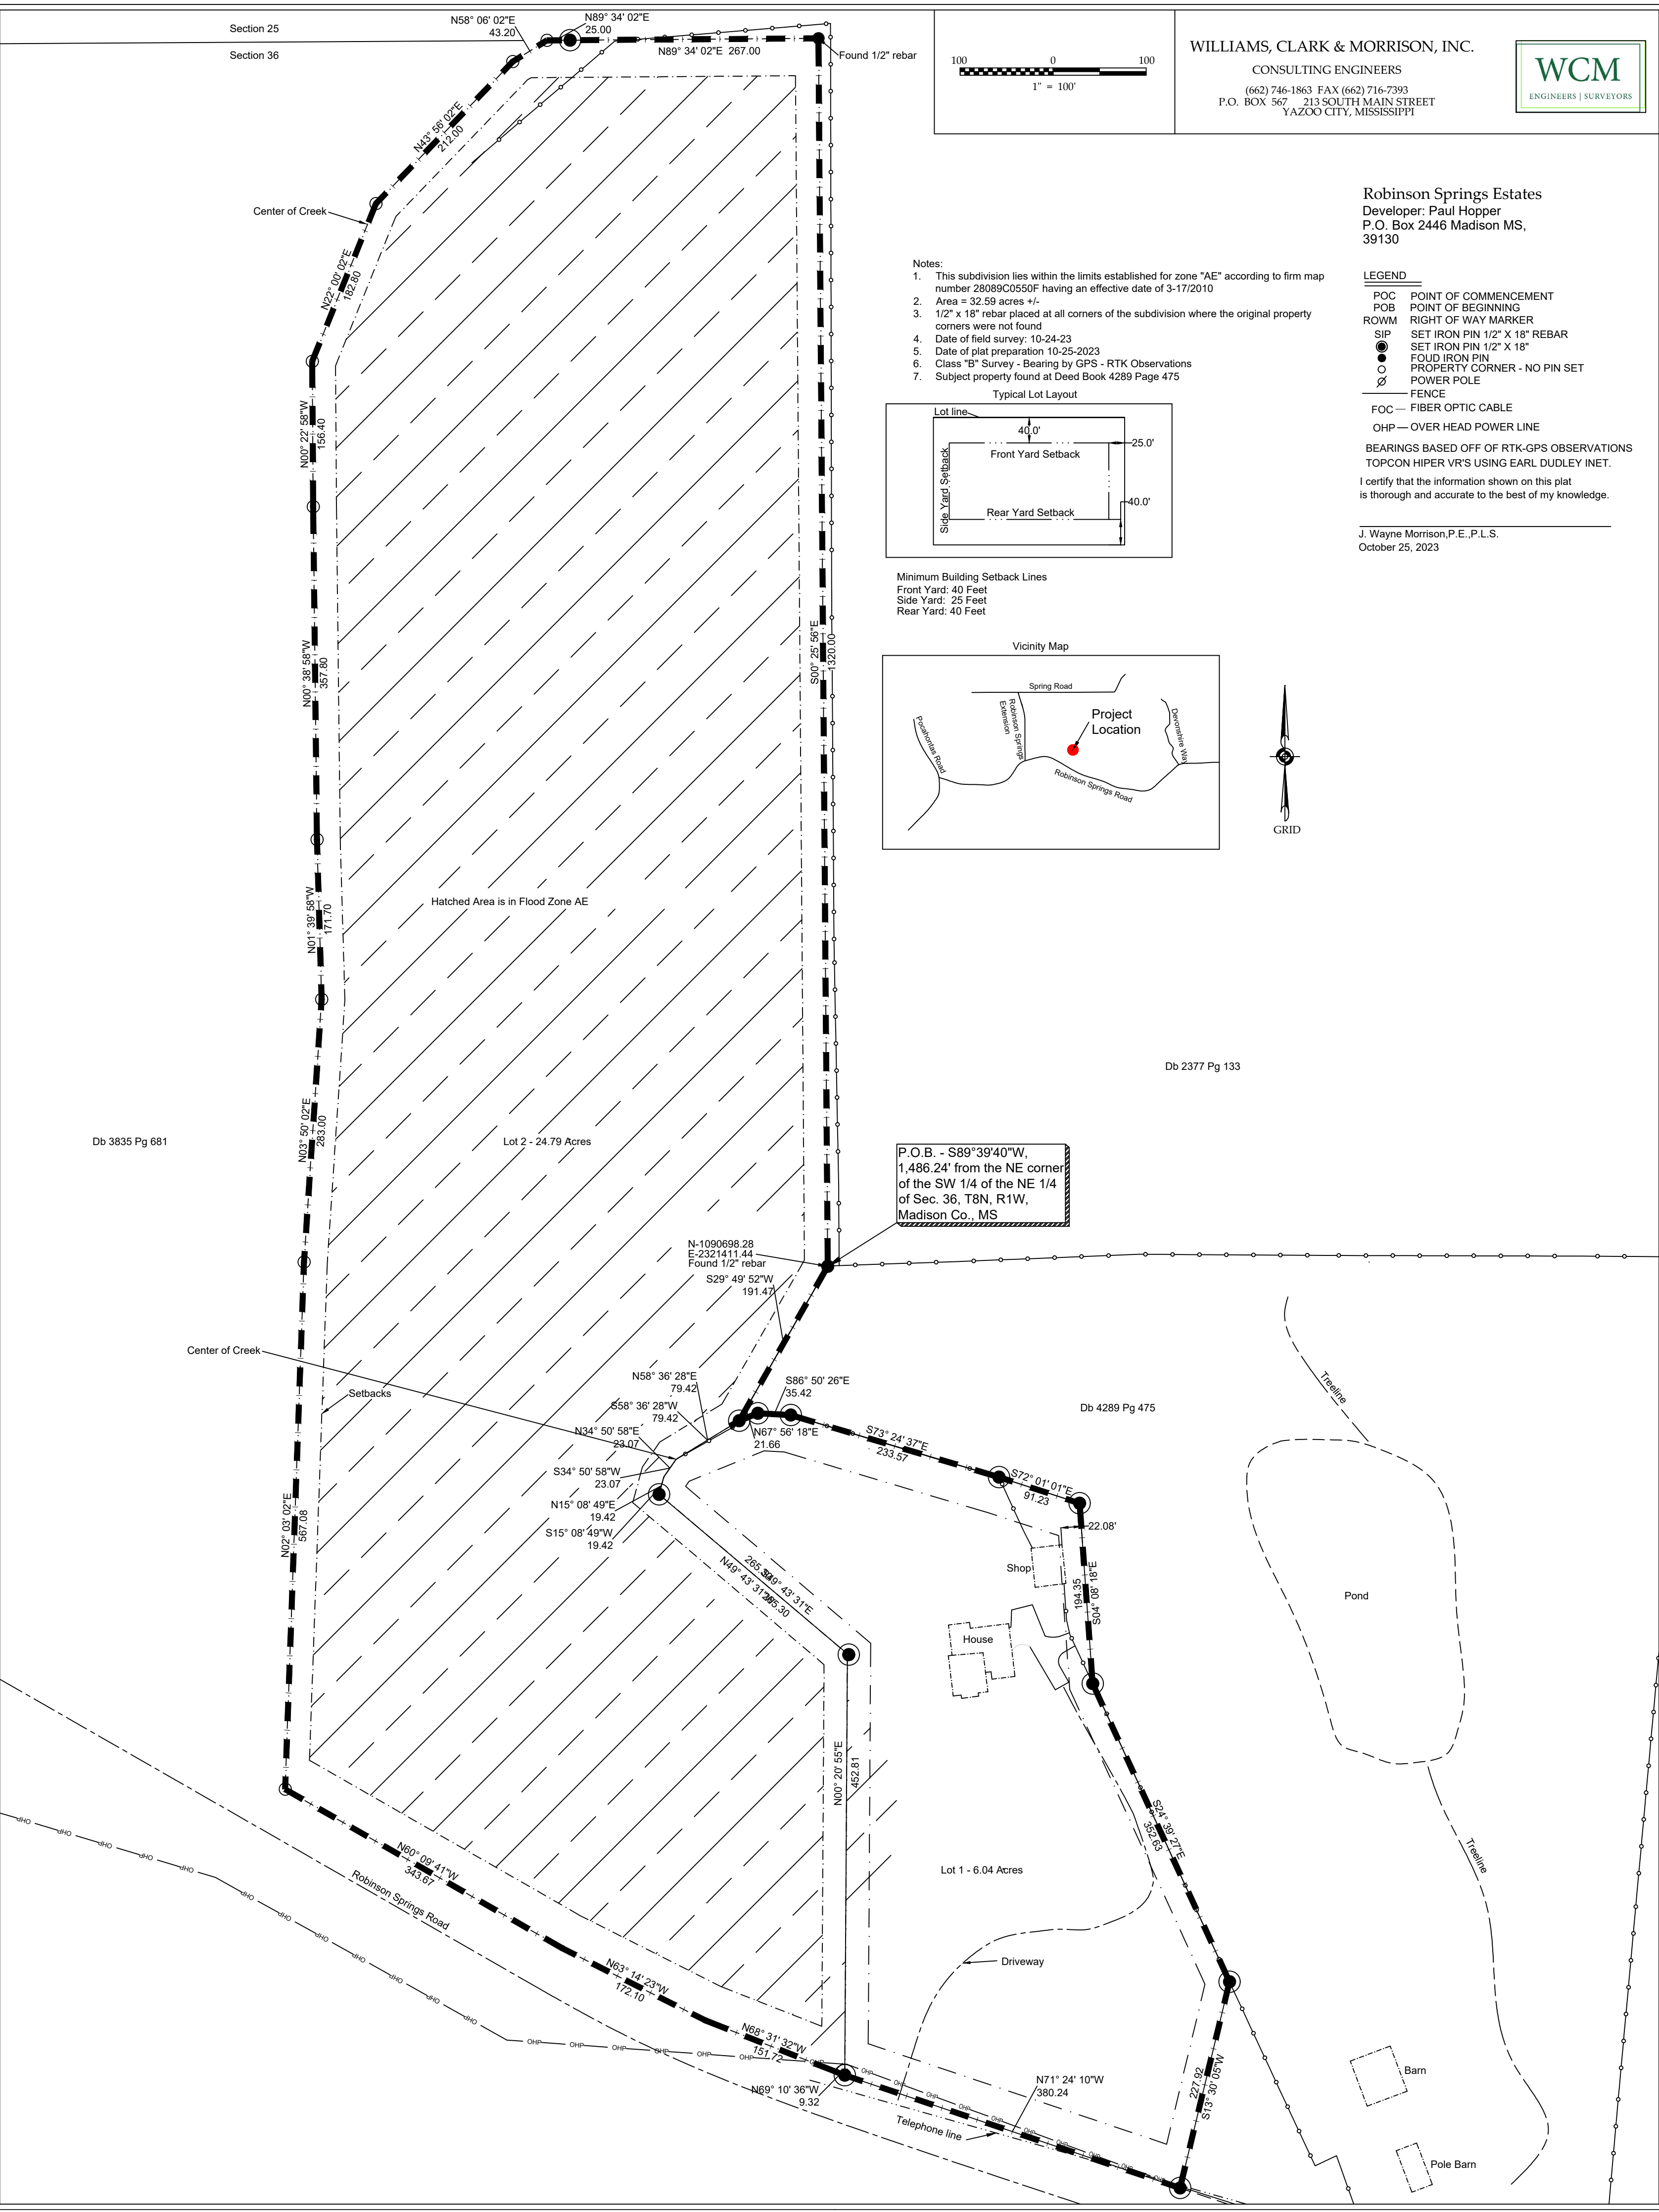 Section 25
Section 36
N58° 06' 02"E
43.20
N89° 34' 02"E
25.00
N89° 34' 02"E 267.00
Found 1/2" rebar
100 0 100
1" = 100'
WILLIAMS, CLARK & MORRISON, INC.
CONSULTING ENGINEERS
(662) 746-1863 FAX (662) 716-7393
P.O. BOX 567 213 SOUTH MAIN STREET
YAZOO CITY, MISSISSIPPI
WCM
ENGINEERS | SURVEYORS
Robinson Springs Estates
Developer: Paul Hopper
P.O. Box 2446 Madison MS,
39130
LEGEND
POC POINT OF COMMENCEMENT
POB POINT OF BEGINNING
ROWM RIGHT OF WAY MARKER
SIP SET IRON PIN 1/2" X 18" REBAR
SET IRON PIN 1/2" X 18"
FOUD IRON PIN
PROPERTY CORNER - NO PIN SET
POWER POLE
FENCE
FOC FIBER OPTIC CABLE
OHP OVER HEAD POWER LINE
BEARINGS BASED OFF OF RTK-GPS OBSERVATIONS
TOPCON HIPER VR'S USING EARL DUDLEY INET.
I certify that the information shown on this plat
is thorough and accurate to the best of my knowledge.
J. Wayne Morrison,P.E.,P.L.S.
October 25, 2023
Notes:
1. This subdivision lies within the limits established for zone "AE" according to firm map
number 28089C0550F having an effective date of 3-17/2010
2. Area = 32.59 acres +/-
3. 1/2" x 18" rebar placed at all corners of the subdivision where the original property
corners were not found
4. Date of field survey: 10-24-23
5. Date of plat preparation 10-25-2023
6. Class "B" Survey - Bearing by GPS - RTK Observations
7. Subject property found at Deed Book 4289 Page 475
Typical Lot Layout
Lot line
40.0'
25.0'
Front Yard Setback
Side Yard Setback
40.0'
Rear Yard Setback
Minimum Building Setback Lines
Front Yard: 40 Feet
Side Yard: 25 Feet
Rear Yard: 40 Feet
Vicinity Map
Spring Road
Pocahontas Road
Robinson Springs
Extension
Project
Location
Devonshire Way
Robinson Springs Road
GRID
N43° 56' 02"E
212.00
Center of Creek
N22° 00' 02"E
182.80
N00° 22' 58"W
156.40
N00° 38' 58"W
357.80
S00° 25' 56"E
1320.00
N01° 39' 58"W
171.70
Hatched Area is in Flood Zone AE
Db 2377 Pg 133
N03° 50' 02"E
283.00
Db 3835 Pg 681
Lot 2 - 24.79 Acres
P.O.B. - S89°39'40"W,
1,486.24' from the NE corner
of the SW 1/4 of the NE 1/4
of Sec. 36, T8N, R1W,
Madison Co., MS
N-1090698.28
E-2321411.44
Found 1/2" rebar
S29° 49' 52"W
191.47
Center of Creek
Setbacks
N58° 36' 28"E
79.42
S58° 36' 28"W
79.42
N34° 50' 58"E
23.07
S34° 50' 58"W
23.07
N15° 08' 49"E
19.42
S15° 08' 49"W
19.42
S86° 50' 26"E
35.42
N67° 56' 18"E
21.66
S73° 24' 37"E
233.57
S72° 01' 01"E
91.23
Db 4289 Pg 475
Treeline
22.08'
Shop
194.35
S04° 08' 18"E
Pond
House
N02° 03' 02"E
567.08
N00° 20' 55"E
452.81
S24° 39' 27"E
352.63
Treeline
N60° 09' 41"W
343.67
Robinson Springs Road
Lot 1 - 6.04 Acres
OHP OHP OHP OHP OHP
OHP OHP OHP OHP OHP OHP
Driveway
N63° 14' 23"W
172.10
N68° 31' 32"W
151.72
OHP OHP OHP OHP OHP OHP
N69° 10' 36"W
9.32
N71° 24' 10"W
380.24
Telephone line
227.92
S13° 30' 05"W
Barn
Pole Barn